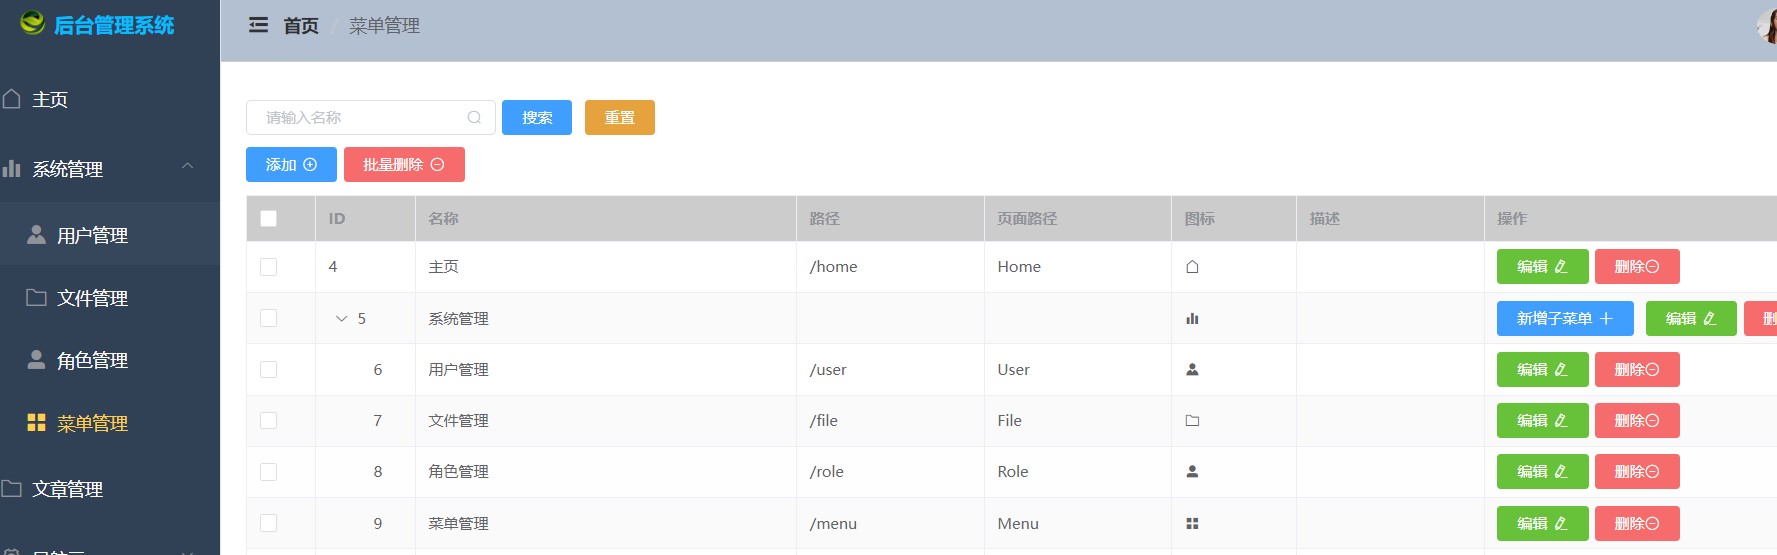 后台管理系统
首页 / 菜单管理
主页
系统管理
用户管理
文件管理
角色管理
菜单管理
文章管理
请输入名称 搜索 重置
添加 批量删除
ID 名称 路径 页面路径 图标 描述 操作
4 主页 /home Home 编辑 删除
5 系统管理 新增子菜单 编辑
6 用户管理 /user User 编辑 删除
7 文件管理 /file File 编辑 删除
8 角色管理 /role Role 编辑 删除
9 菜单管理 /menu Menu 编辑 删除